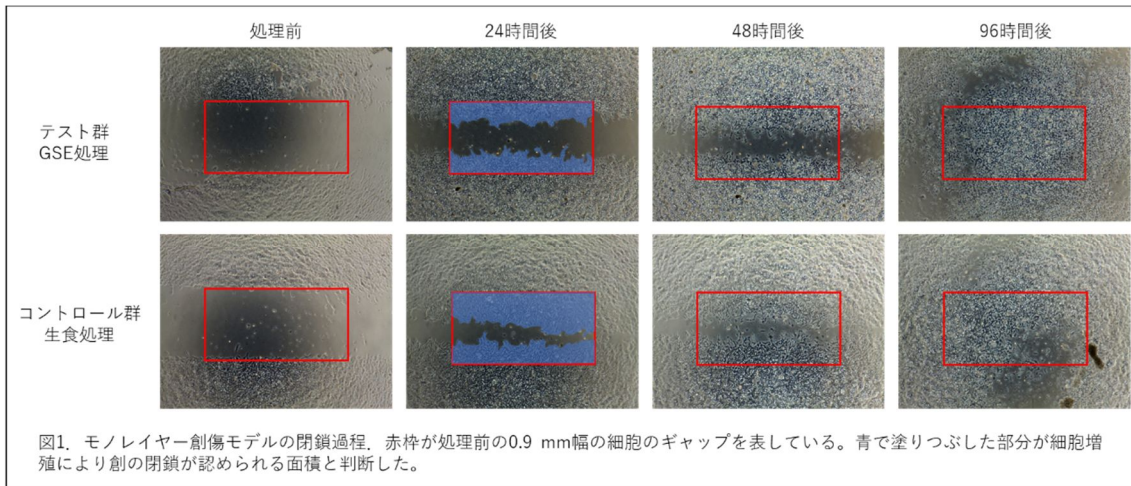 処理前 24時間後 48時間後 96時間後
テスト群
GSE処理
コントロール群
生食処理
図1．モノレイヤー創傷モデルの閉鎖過程．赤枠が処理前の0.9 mm幅の細胞のギャップを表している。青で塗りつぶした部分が細胞増
殖により創の閉鎖が認められる面積と判断した。